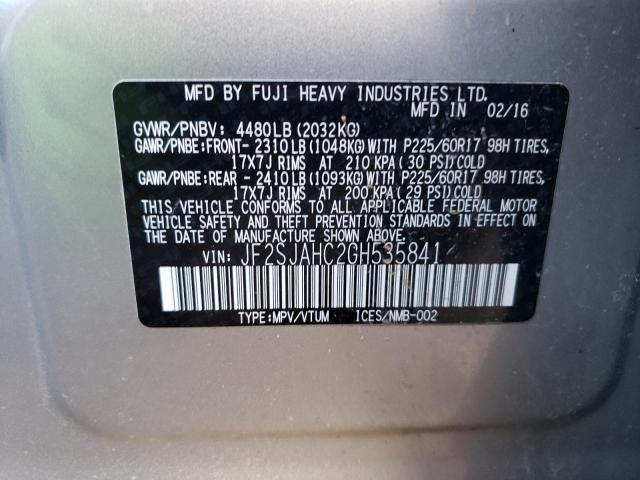 MFD BY FUJI HEAVY INDUSTRIES LTD.
MFD IN 02/16
GVWR/PNBV: 4480LB(2032KG)
GAWR/PNBE:FRONT- 2310LB(1048KG)WITH P225/60R17 98H TIRES,
17X7J RIMS AT 210 KPA(30 PSI)COLD
GAWR/PNBE:REAR - 2410LB(1093KG)WITH P225/60R17 98H TIRES,
17X7J RIMS AT 200 KPA(29 PSI)COLD
THIS VEHICLE CONFORMS TO ALL APPLICABLE FEDERAL MOTOR
VEHICLE SAFETY AND THEFT PREVENTION STANDARDS IN EFFECT ON
THE DATE OF MANUFACTURE SHOWN ABOVE.
VIN: JF2SJAHC2GH535841
TYPE:MPV/VTUM ICES/NMB-002